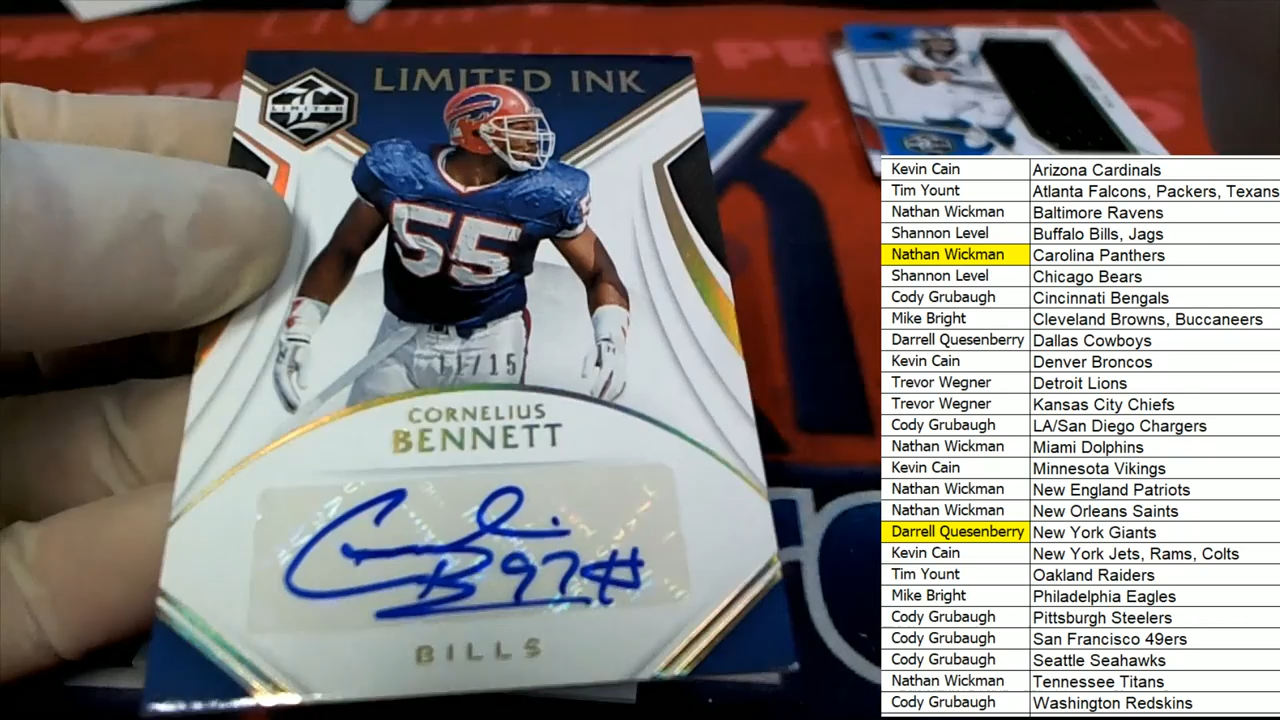 PRO
LIMITED INK
LIMITED
55
11/15
CORNELIUS
BENNETT
BILLS
Kevin Cain Arizona Cardinals
Tim Yount Atlanta Falcons, Packers, Texans
Nathan Wickman Baltimore Ravens
Shannon Level Buffalo Bills, Jags
Nathan Wickman Carolina Panthers
Shannon Level Chicago Bears
Cody Grubaugh Cincinnati Bengals
Mike Bright Cleveland Browns, Buccaneers
Darrell Quesenberry Dallas Cowboys
Kevin Cain Denver Broncos
Trevor Wegner Detroit Lions
Trevor Wegner Kansas City Chiefs
Cody Grubaugh LA/San Diego Chargers
Nathan Wickman Miami Dolphins
Kevin Cain Minnesota Vikings
Nathan Wickman New England Patriots
Nathan Wickman New Orleans Saints
Darrell Quesenberry New York Giants
Kevin Cain New York Jets, Rams, Colts
Tim Yount Oakland Raiders
Mike Bright Philadelphia Eagles
Cody Grubaugh Pittsburgh Steelers
Cody Grubaugh San Francisco 49ers
Cody Grubaugh Seattle Seahawks
Nathan Wickman Tennessee Titans
Cody Grubaugh Washington Redskins